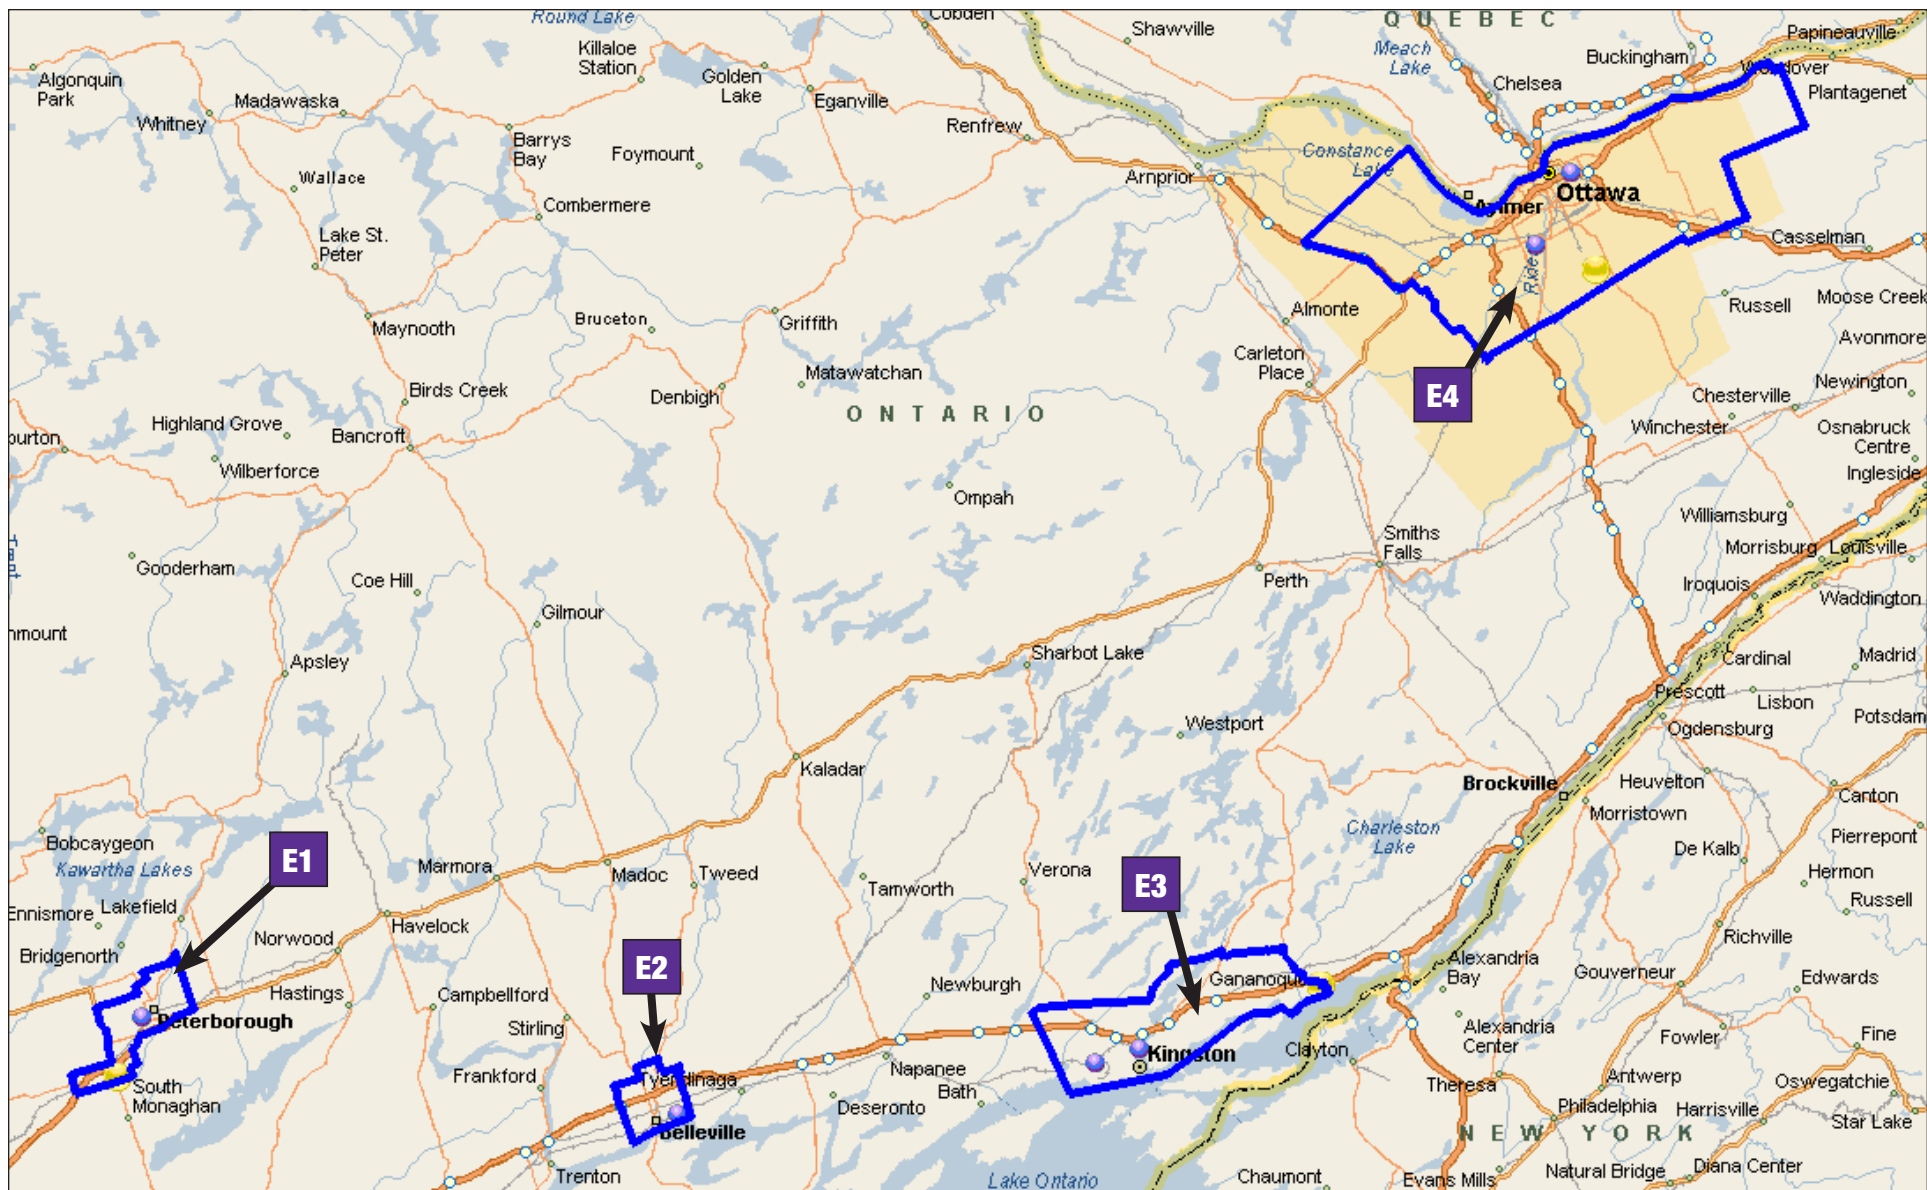 Round Lake
Cobden
Shawville
QUEBEC
Papineauville
Killaloe
Station
Meach
Lake
Buckingham
Wendover
Algonquin
Park
Golden
Lake
Chelsea
Plantagenet
Madawaska
Eganville
Whitney
Barrys
Bay
Renfrew
Foymount
Constance
Lake
Wallace
Arnprior
Ottawa
Aylmer
Combermere
Lake St.
Peter
Casselman
Maynooth
Bruceton
Griffith
Almonte
Russell
Moose Creek
Avonmore
Carleton
Place
Matawatchan
E4
Birds Creek
Denbigh
Newington
Chesterville
ONTARIO
Highland Grove
Bancroft
Winchester
Osnabruck
Centre
Wilberforce
Ingleside
Ompah
Williamsburg
Smiths
Falls
Morrisburg
Louisville
Gooderham
Coe Hill
Perth
Iroquois
Waddington
Gilmour
Apsley
Sharbot Lake
Cardinal
Madrid
Prescott
Lisbon
Westport
Ogdensburg
Potsdam
Kaladar
Brockville
Heuvelton
Canton
Morristown
Bobcaygeon
Charleston
Lake
Pierrepont
E1
Kawartha Lakes
Marmora
Madoc
Tweed
Verona
E3
De Kalb
Hermon
Tamworth
Russell
Ennismore
Lakefield
Havelock
Norwood
Richville
Bridgenorth
E2
Alexandria
Bay
Gananoque
Gouverneur
Edwards
Hastings
Campbellford
Newburgh
Peterborough
Stirling
Alexandria
Center
Fowler
Fine
Kingston
Clayton
Napanee
Frankford
Tyendinaga
Theresa
Antwerp
Oswegatchie
South
Monaghan
Bath
Deseronto
Philadelphia
Harrisville
Star Lake
Belleville
NEW YORK
Trenton
Lake Ontario
Chaumont
Evans Mills
Natural Bridge
Diana Center